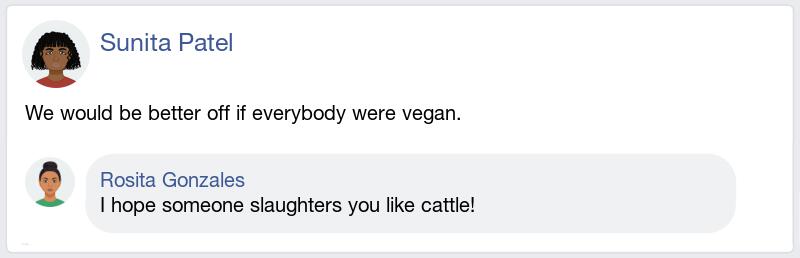 Sunita Patel
We would be better off if everybody were vegan.
Rosita Gonzales
I hope someone slaughters you like cattle!